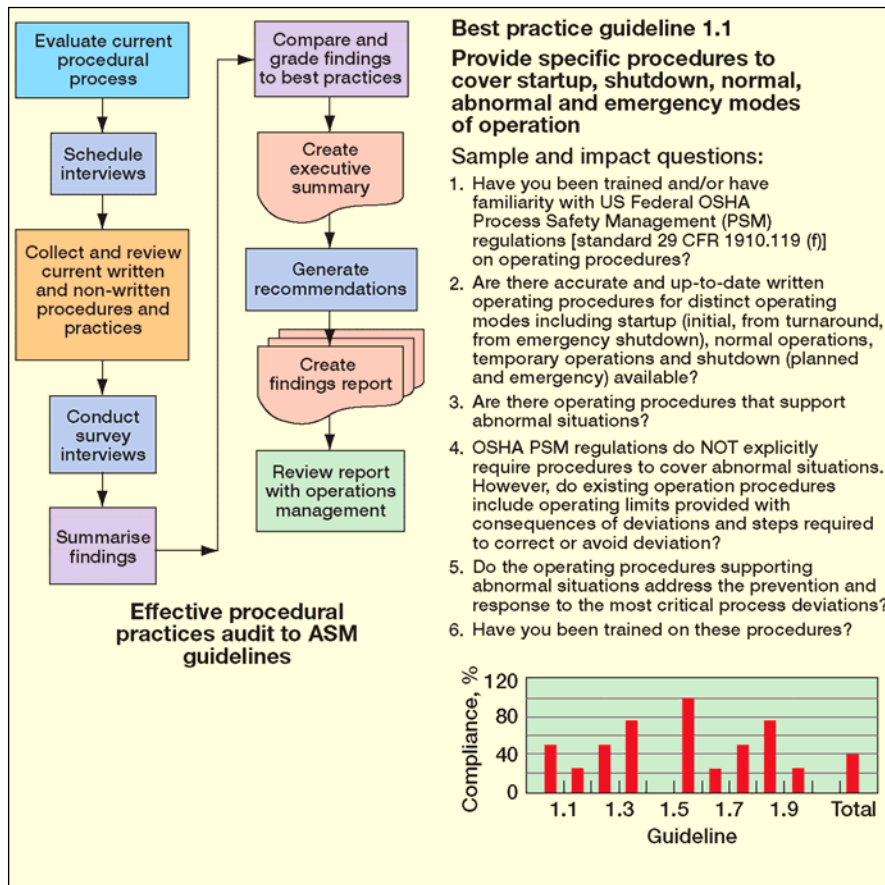 Evaluate current
procedural
process
Schedule
interviews
Collect and review
current written
and non-written
procedures and
practices
Conduct
survey
interviews
Summarise
findings
Compare and
grade findings
to best practices
Create
executive
summary
Generate
recommendations
Create
findings report
Review report
with operations
management
Effective procedural
practices audit to ASM
guidelines
Best practice guideline 1.1
Provide specific procedures to
cover startup, shutdown, normal,
abnormal and emergency modes
of operation
Sample and impact questions:
1. Have you been trained and/or have
familiarity with US Federal OSHA
Process Safety Management (PSM)
regulations [standard 29 CFR 1910.119 (f)]
on operating procedures?
2. Are there accurate and up-to-date written
operating procedures for distinct operating
modes including startup (initial, from turnaround,
from emergency shutdown), normal operations,
temporary operations and shutdown (planned
and emergency) available?
3. Are there operating procedures that support
abnormal situations?
4. OSHA PSM regulations do NOT explicitly
require procedures to cover abnormal situations.
However, do existing operation procedures
include operating limits provided with
consequences of deviations and steps required
to correct or avoid deviation?
5. Do the operating procedures supporting
abnormal situations address the prevention and
response to the most critical process deviations?
6. Have you been trained on these procedures?
Compliance, %
120
80
40
0
1.1 1.3 1.5 1.7 1.9 Total
Guideline